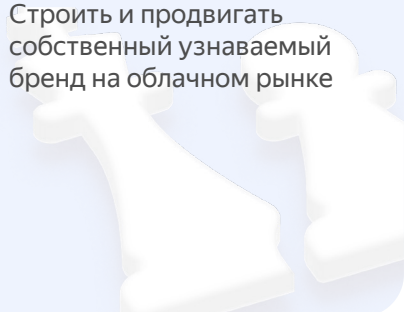 Строить и продвигать
собственный узнаваемый
бренд на облачном рынке